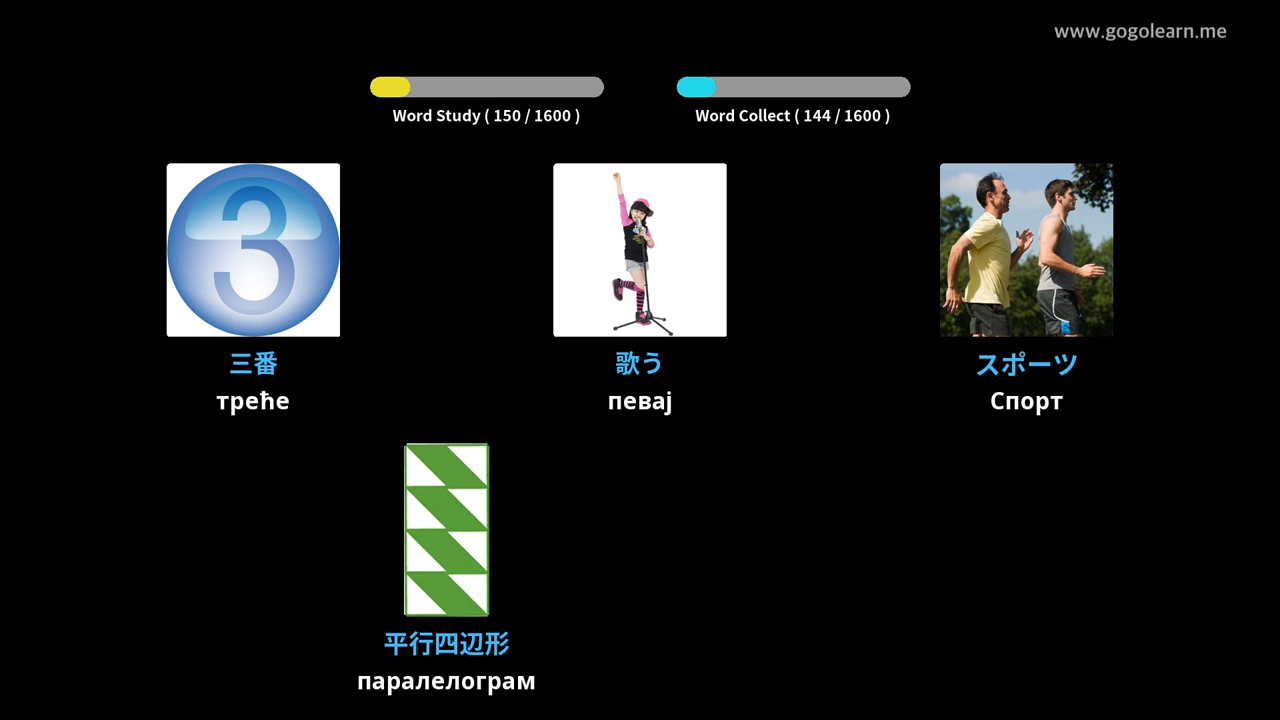 www.gogolearn.me
Word Study ( 150 / 1600 )
Word Collect ( 144 / 1600 )
3
三番
треће
歌う
певај
スポーツ
Спорт
平行四辺形
паралелограм